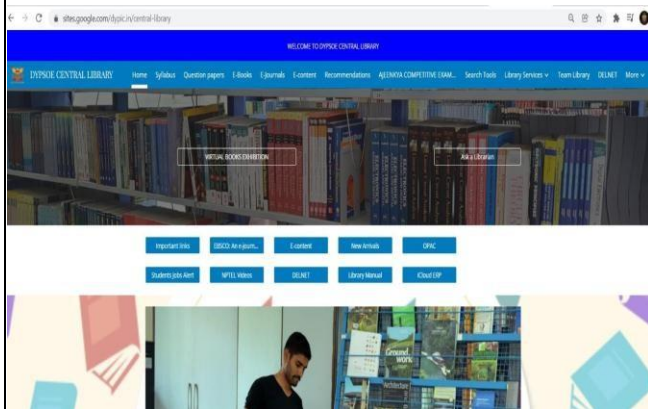 sites.google.com/dypic.in/central-library
WELCOME TO DYPSOE CENTRAL LIBRARY
DYPSOE CENTRAL LIBRARY Home Syllabus Question papers E-Books E-Journals E-content Recommendations AJEENKYA COMPETITIVE EXAM... Search Tools Library Services Team Library DELNET More
VIRTUAL BOOKS EXHIBITION Ask a Librarian
Important links EBSCO: An e-journ... E-content New Arrivals OPAC
Students Jobs Alert NPTEL Videos DELNET Library Manual iCloud ERP
Ground
work
Architecture